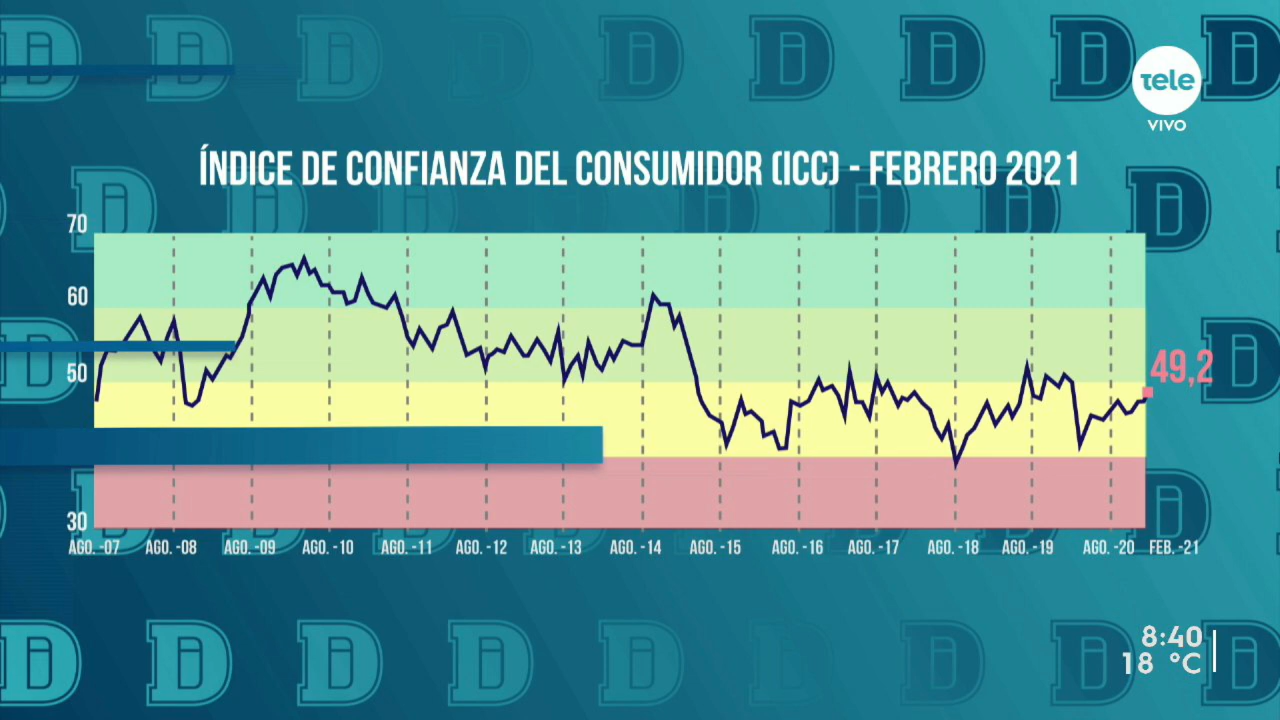 tele
VIVO
ÍNDICE DE CONFIANZA DEL CONSUMIDOR (ICC) - FEBRERO 2021
70
60
50
30
49,2
AGO. -07 AGO. -08 AGO. -09 AGO. -10 AGO. -11 AGO. -12 AGO. -13 AGO. -14 AGO. -15 AGO. -16 AGO. -17 AGO. -18 AGO. -19 AGO. -20 FEB. -21
8:40
18 °C